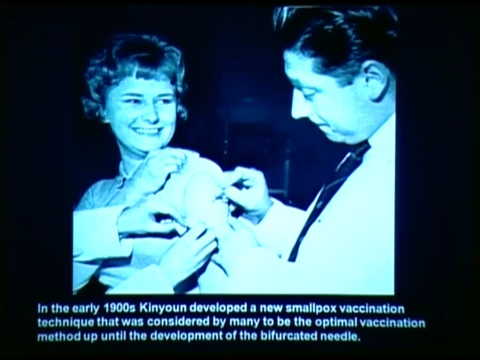 In the early 1900s Kinyoun developed a new smallpox vaccination
technique that was considered by many to be the optimal vaccination
method up until the development of the bifurcated needle.